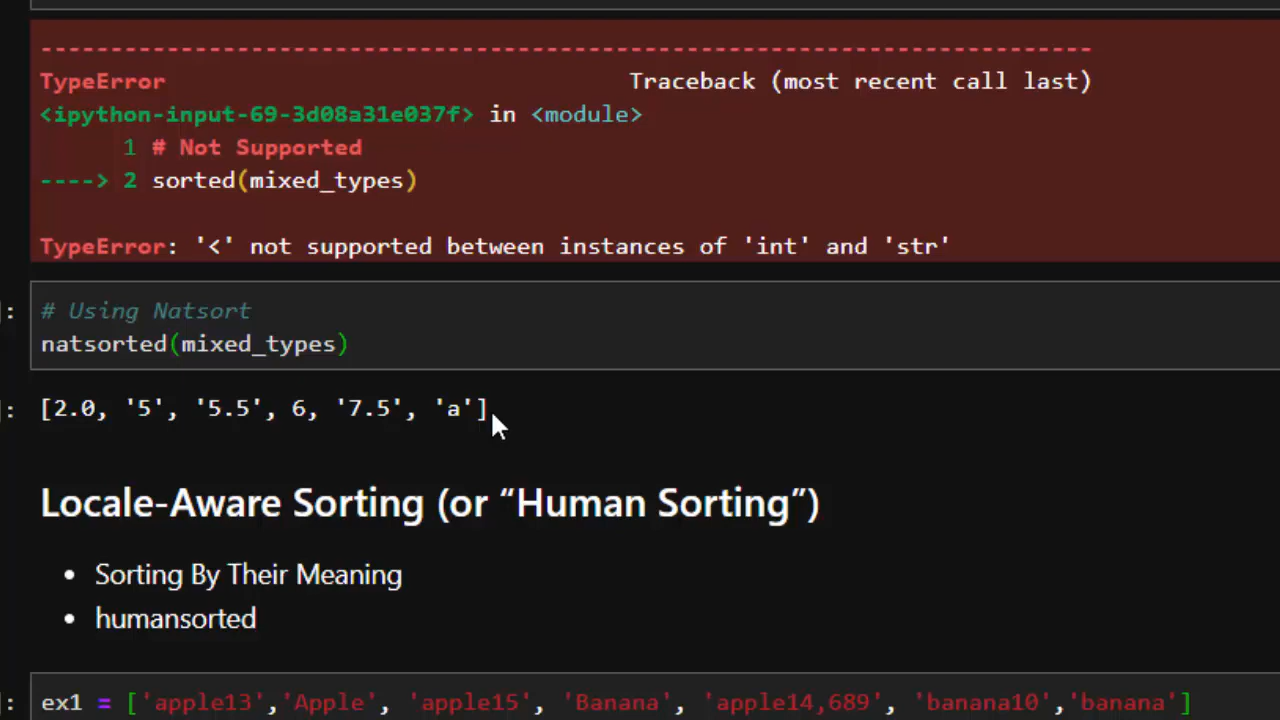 ---------------------------------------------------------------------------
TypeError                                 Traceback (most recent call last)
<ipython-input-69-3d08a31e037f> in <module>
      1 # Not Supported
----> 2 sorted(mixed_types)
TypeError: '<' not supported between instances of 'int' and 'str'
]: # Using Natsort
natsorted(mixed_types)
]: [2.0, '5', '5.5', 6, '7.5', 'a']
Locale-Aware Sorting (or “Human Sorting”)
• Sorting By Their Meaning
• humansorted
]: ex1 = ['apple13','Apple', 'apple15', 'Banana', 'apple14,689', 'banana10','banana']